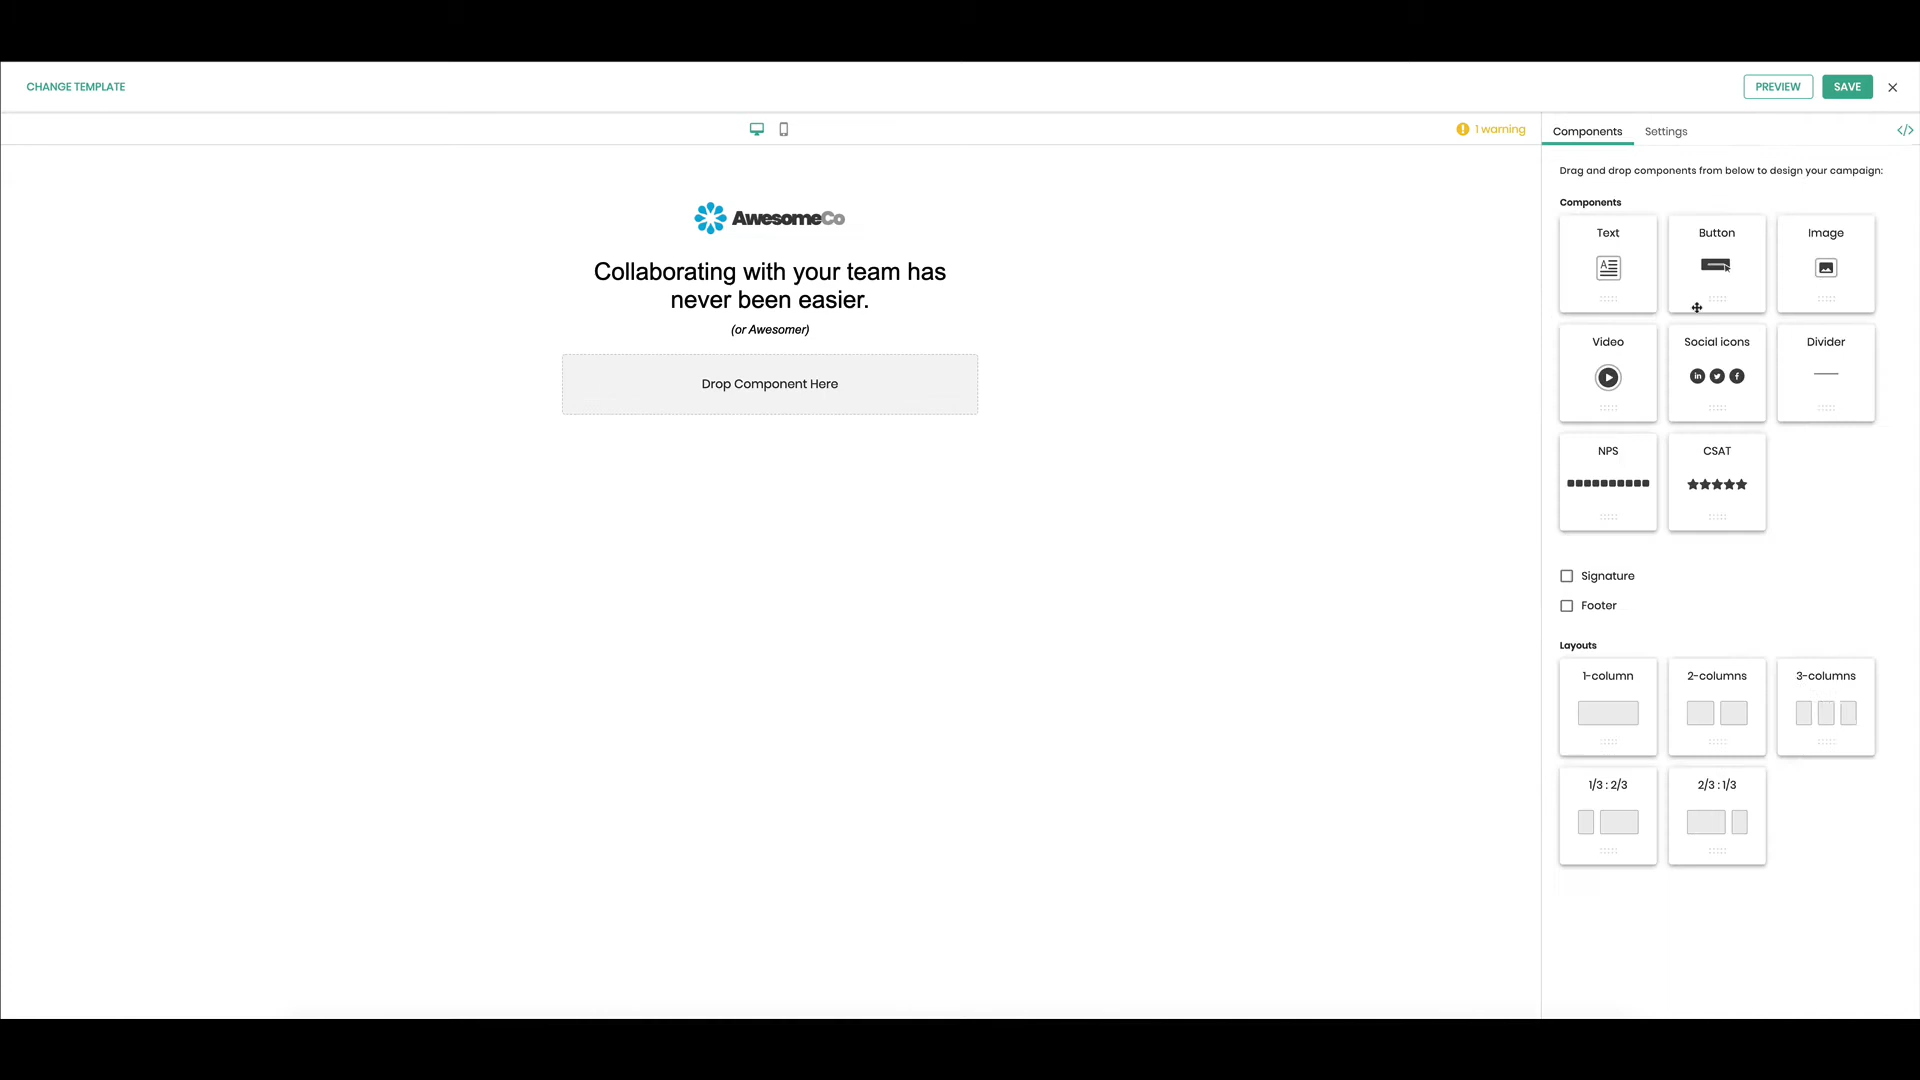 CHANGE TEMPLATE
PREVIEW
SAVE
1 warning
Components
Settings
</>
AwesomeCo
Collaborating with your team has
never been easier.
(or Awesomer)
Drop Component Here
Drag and drop components from below to design your campaign:
Components
Text
Button
Image
Video
Social icons
Divider
NPS
CSAT
Signature
Footer
Layouts
1-column
2-columns
3-columns
1/3 : 2/3
2/3 : 1/3